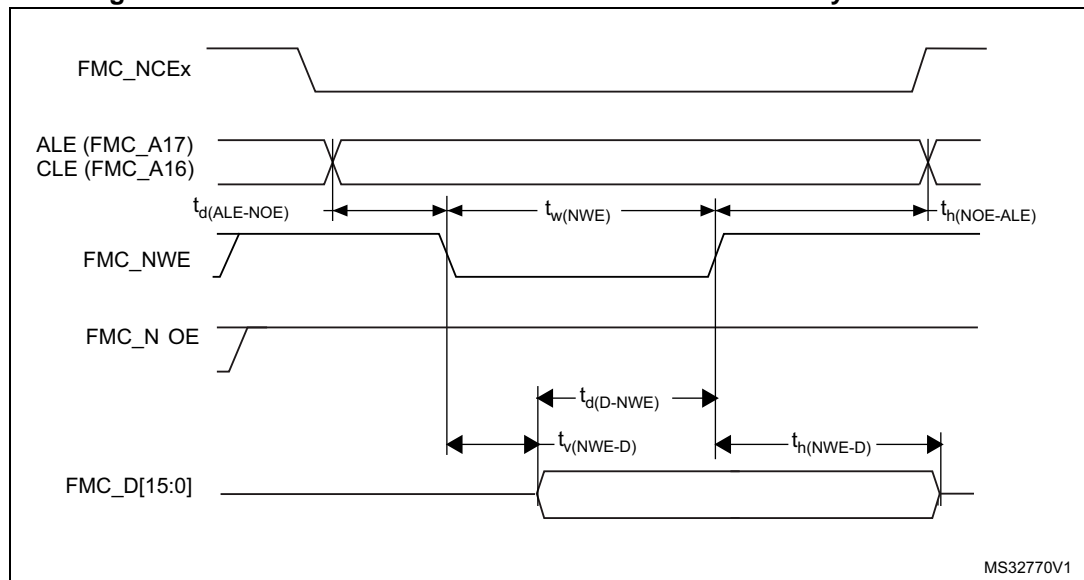 FMC_NCEx
ALE (FMC_A17)
CLE (FMC_A16)
td(ALE-NOE)
tw(NWE)
th(NOE-ALE)
FMC_NWE
FMC_N OE
td(D-NWE)
tv(NWE-D)
th(NWE-D)
FMC_D[15:0]
MS32770V1